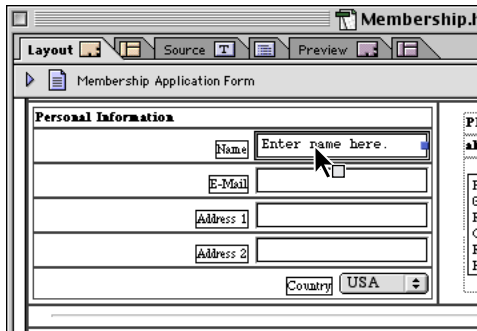 Membership.h
Layout Source T Preview
Membership Application Form
Personal Information
Name Enter name here.
E-Mail
Address 1
Address 2
Country USA